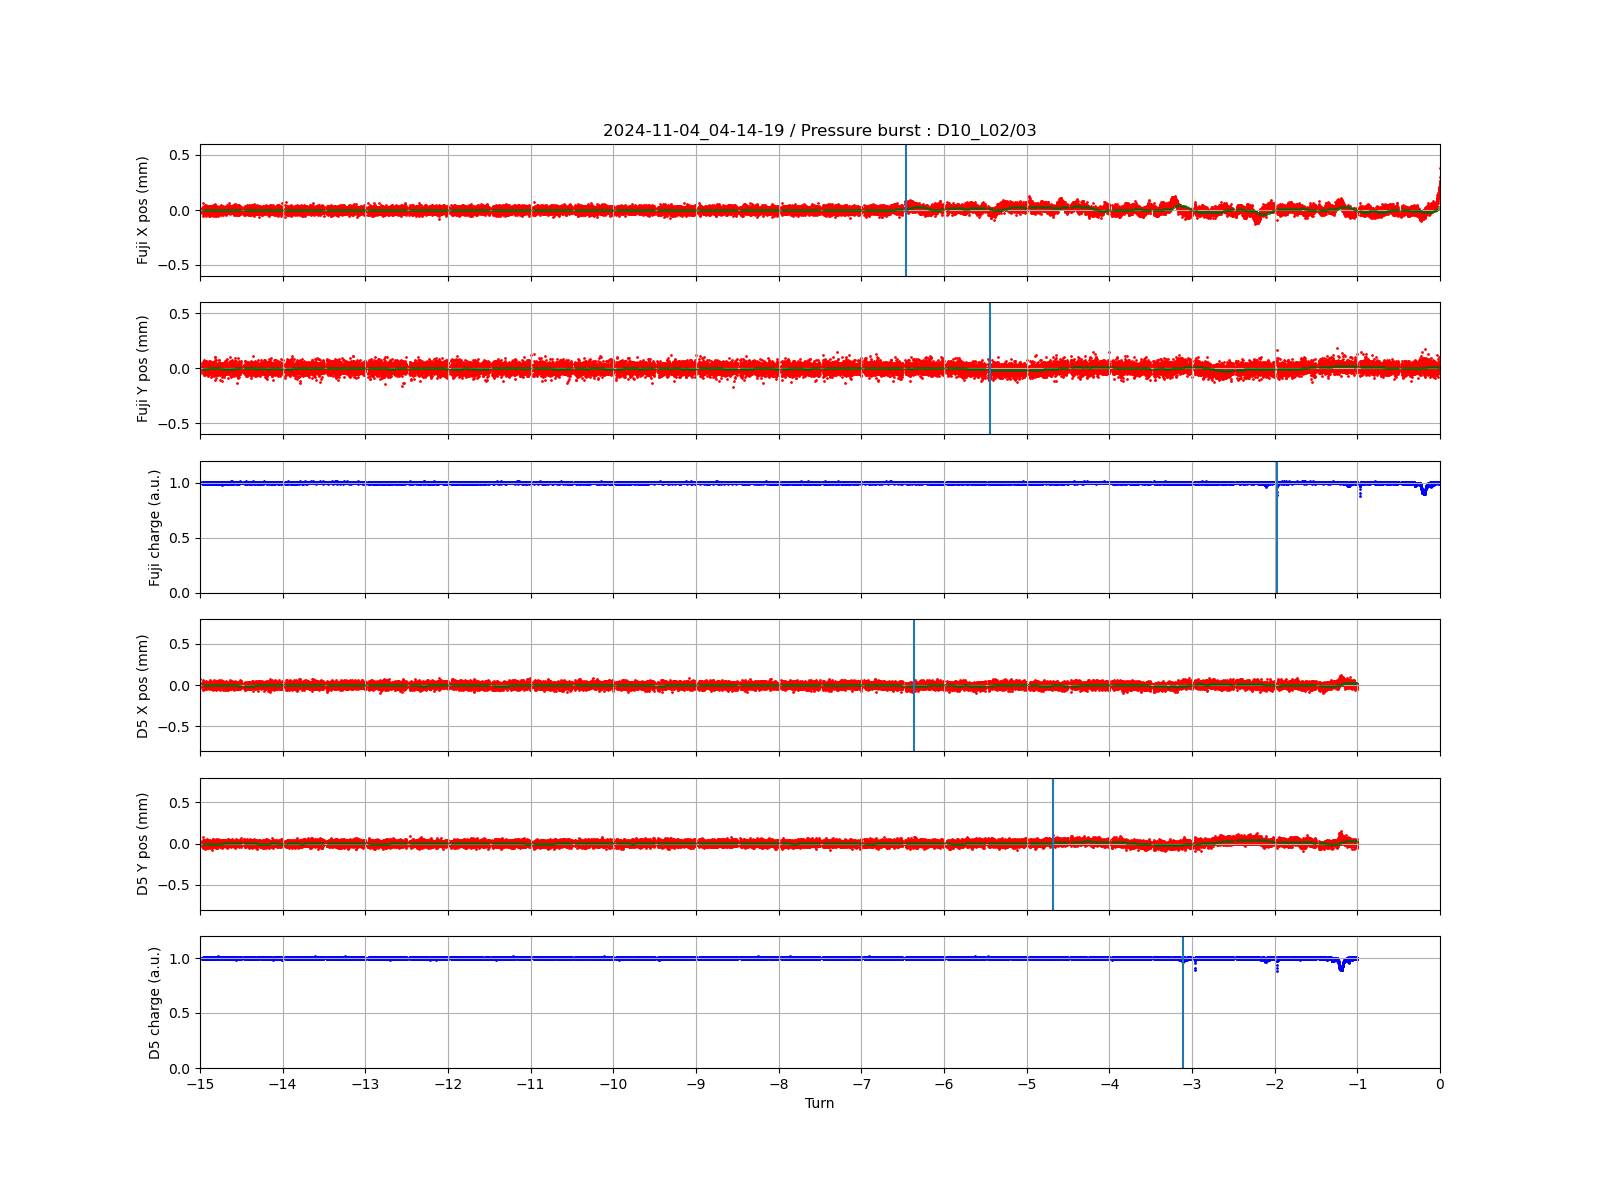 2024-11-04_04-14-19 / Pressure burst : D10_L02/03
Fuji X pos (mm)
0.5
0.0
−0.5
Fuji Y pos (mm)
0.5
0.0
−0.5
Fuji charge (a.u.)
1.0
0.5
0.0
D5 X pos (mm)
0.5
0.0
−0.5
D5 Y pos (mm)
0.5
0.0
−0.5
D5 charge (a.u.)
1.0
0.5
0.0
−15 −14 −13 −12 −11 −10 −9 −8 −7 −6 −5 −4 −3 −2 −1 0
Turn